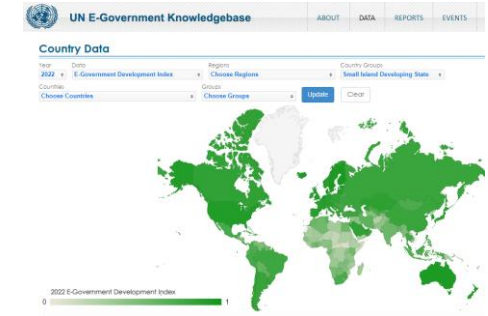 UN E-Government Knowledgebase
ABOUT DATA REPORTS EVENTS
Country Data
Year Data Regions Country Groups
2022 E-Government Development Index Choose Regions Small Island Developing State
Countries Groups
Choose Countries Choose Groups Update Clear
2022 E-Government Development Index
0 1